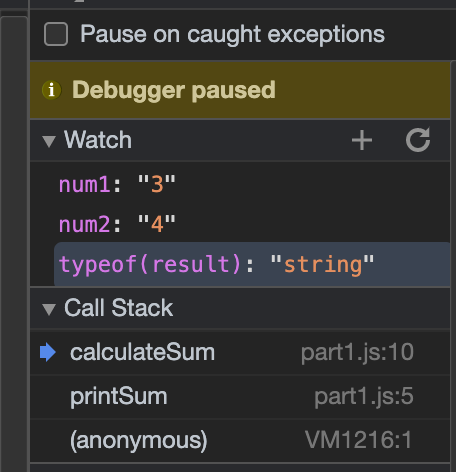 Pause on caught exceptions
Debugger paused
Watch
num1: "3"
num2: "4"
typeof(result): "string"
Call Stack
calculateSum part1.js:10
printSum part1.js:5
(anonymous) VM1216:1